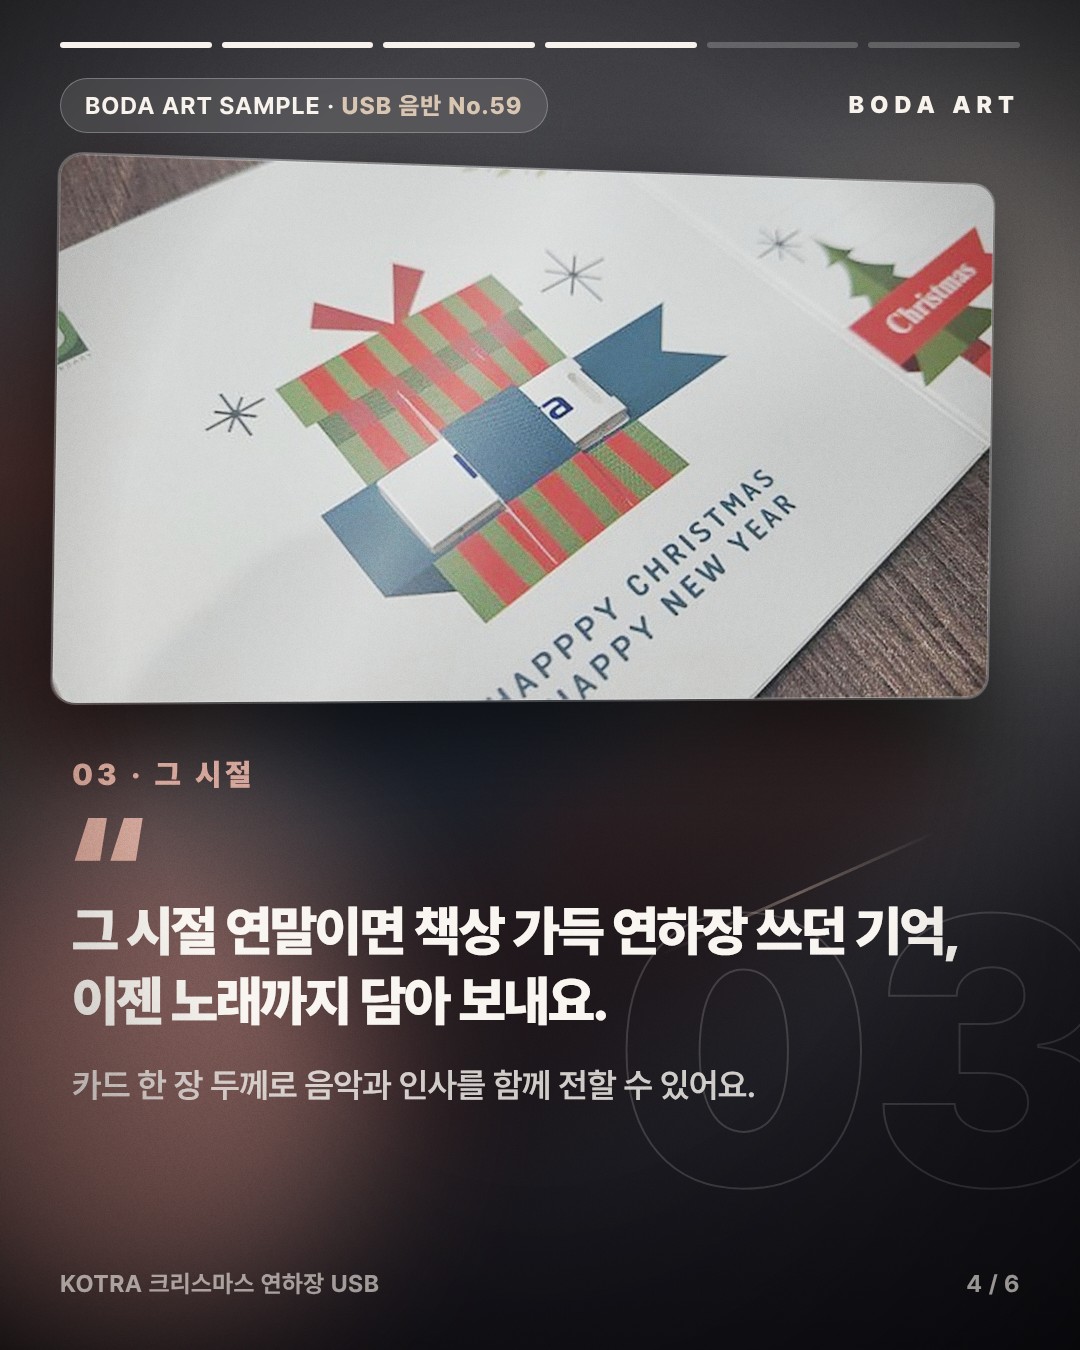 BODA ART SAMPLE · USB 음반 No.59
BODA ART
Christmas
a
HAPPPY CHRISTMAS
HAPPY NEW YEAR
03 · 그 시절
“
그 시절 연말이면 책상 가득 연하장 쓰던 기억,
이젠 노래까지 담아 보내요.
카드 한 장 두께로 음악과 인사를 함께 전할 수 있어요.
03
KOTRA 크리스마스 연하장 USB
4 / 6